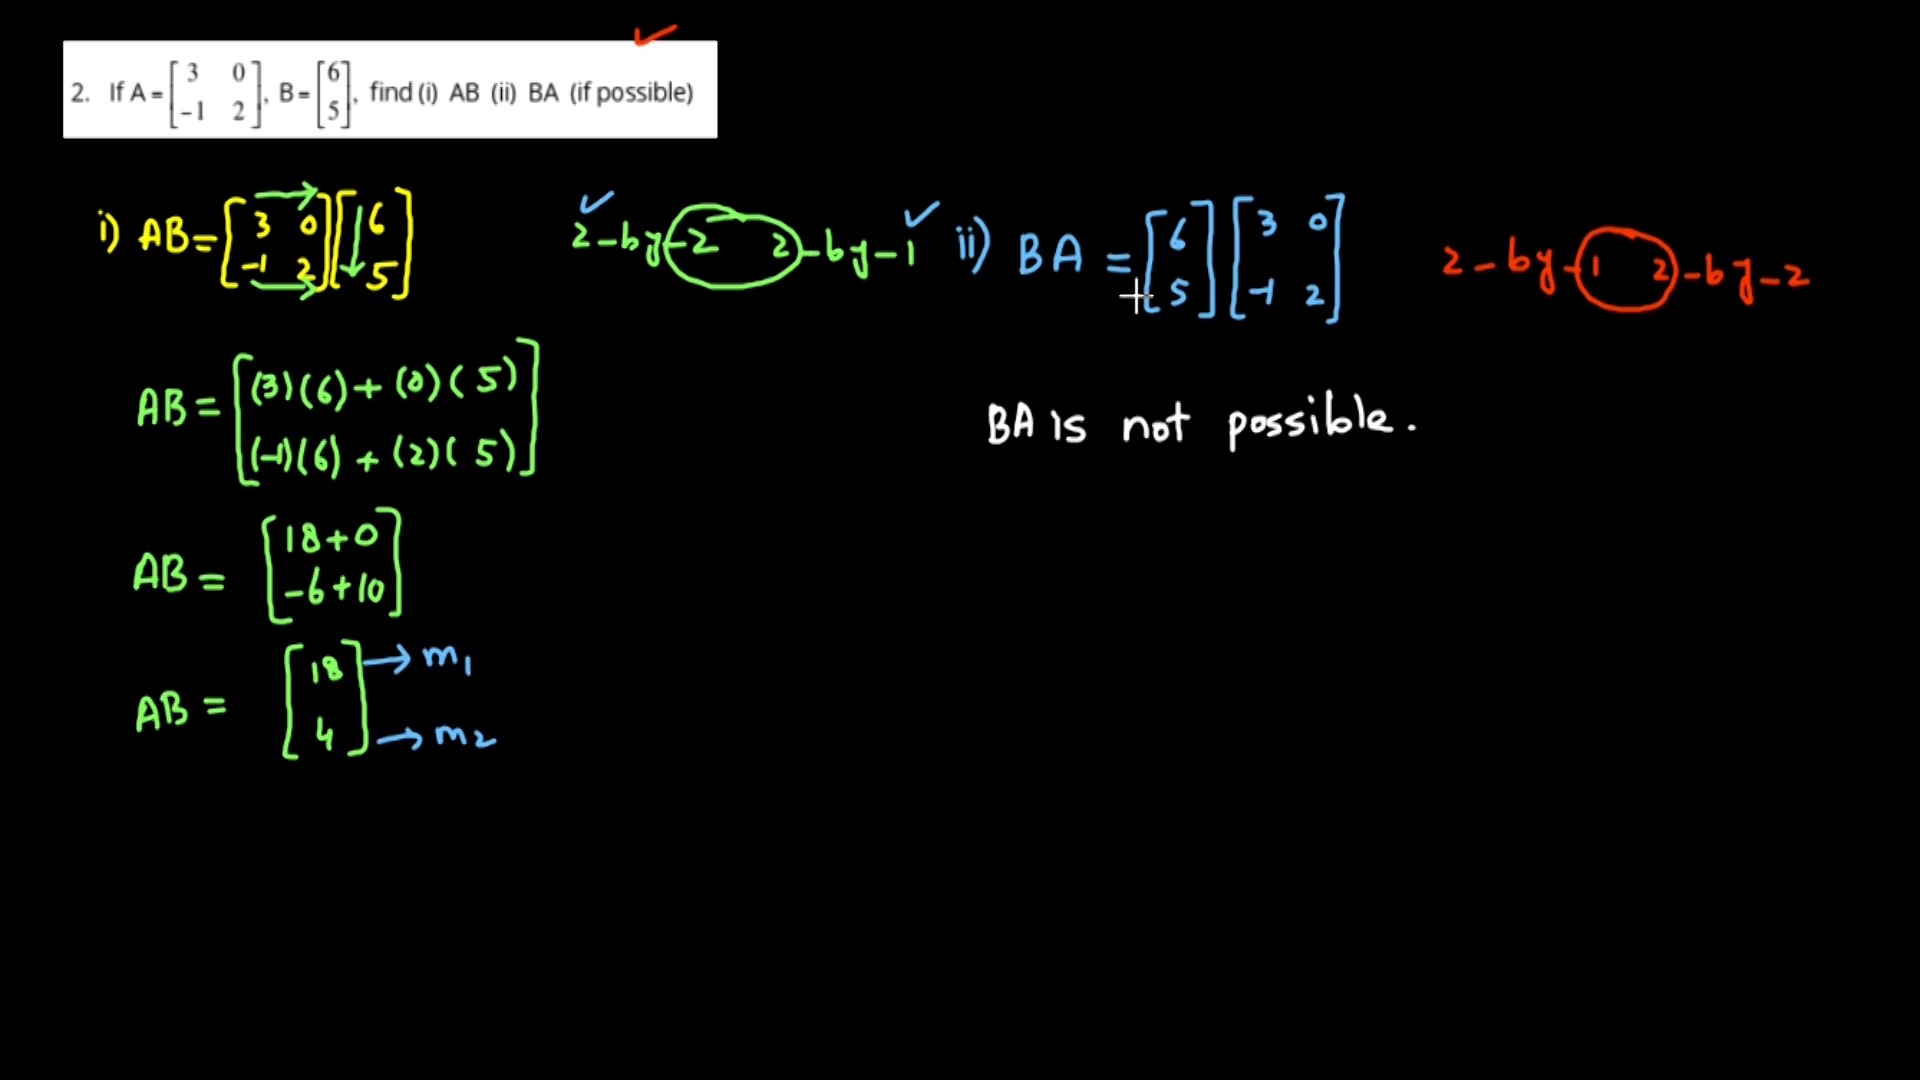 2. If A = [3 0 -1 2], B = [6 5], find (i) AB (ii) BA (if possible)
i) AB = [3 0 -1 2] [6 5]
2-by-2 2-by-1
AB = [(3)(6)+(0)(5)
(-1)(6)+(2)(5)]
AB = [18+0
-6+10]
AB = [18 → m1
4] → m2
ii) BA = [6 5] [3 0 -1 2]
2-by-1 2-by-2
BA is not possible.